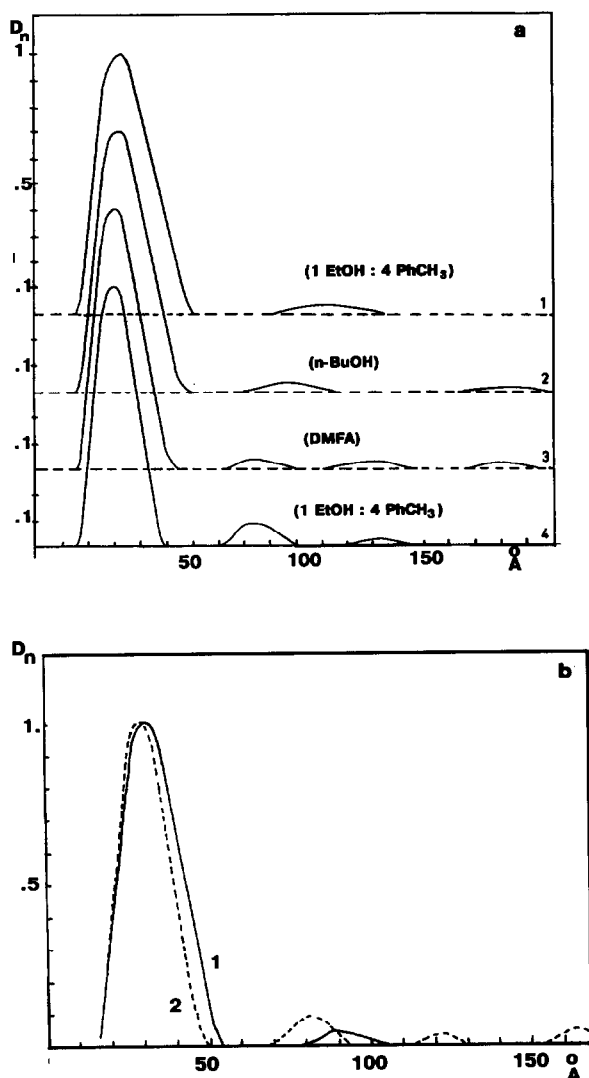 Dn
a
1
.5
.1
(1 EtOH : 4 PhCH3)
1
.1
(n-BuOH)
2
.1
(DMFA)
3
.1
(1 EtOH : 4 PhCH3)
4
50
100
150
o
A
Dn
b
1.
.5
1
2
50
100
150
o
A